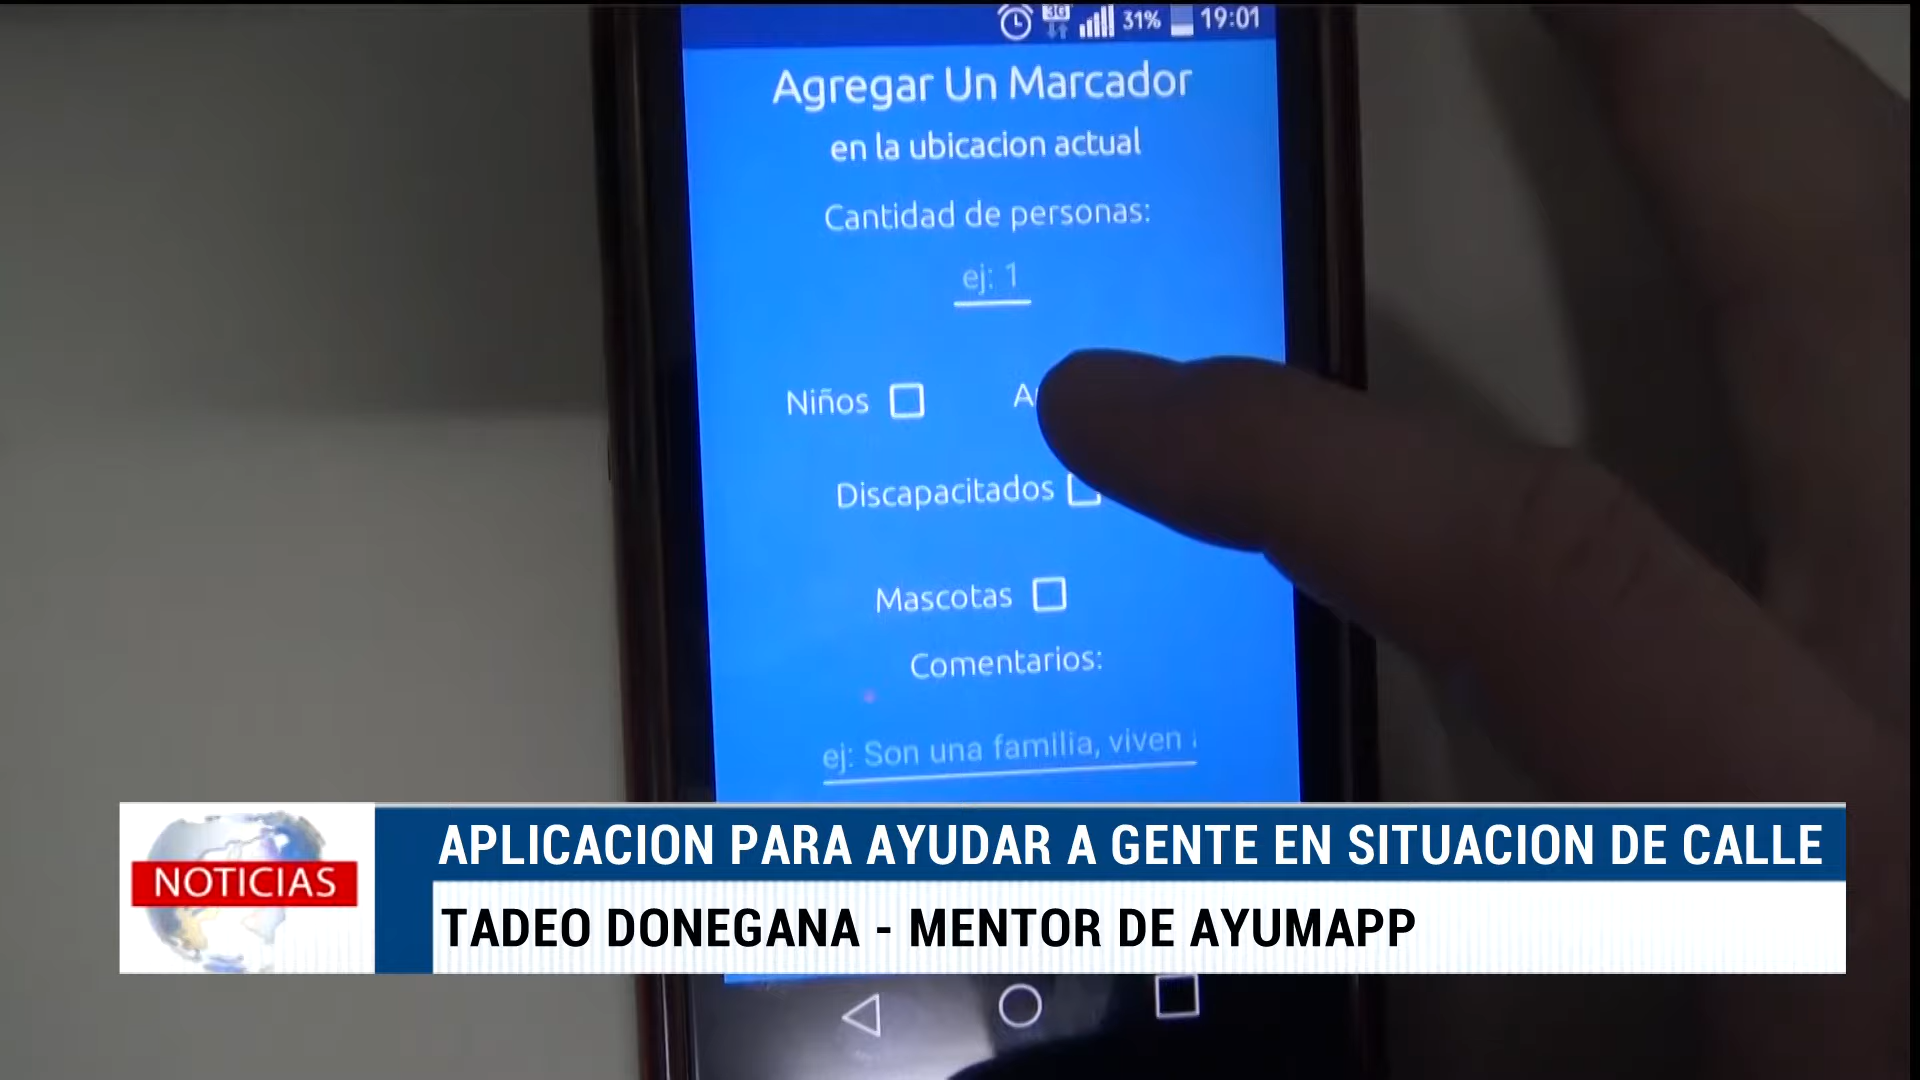 3G 31% 19:01
Agregar Un Marcador
en la ubicacion actual
Cantidad de personas:
ej: 1
Niños
Discapacitados
Mascotas
Comentarios:
ej: Son una familia, viven
NOTICIAS
APLICACION PARA AYUDAR A GENTE EN SITUACION DE CALLE
TADEO DONEGANA - MENTOR DE AYUMAPP